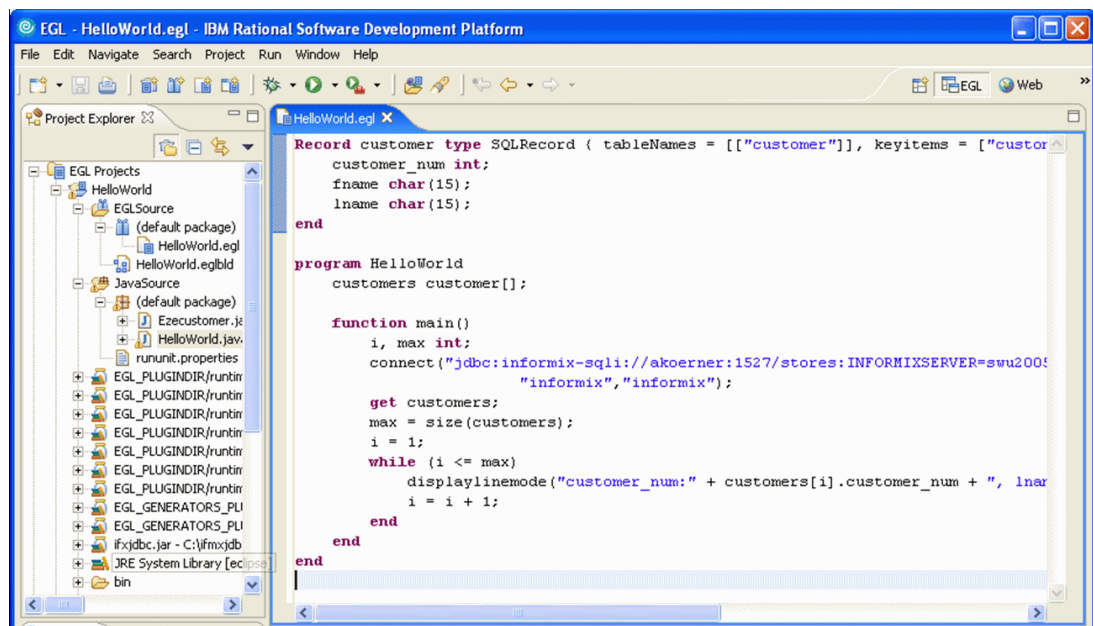 EGL - HelloWorld.egl - IBM Rational Software Development Platform
File Edit Navigate Search Project Run Window Help
EGL Web »
Project Explorer
EGL Projects
HelloWorld
EGLSource
(default package)
HelloWorld.egl
HelloWorld.eglbld
JavaSource
(default package)
Ezecustomer.ja
HelloWorld.jav
rununit.properties
EGL_PLUGINDIR/runtim
EGL_PLUGINDIR/runtim
EGL_PLUGINDIR/runtim
EGL_PLUGINDIR/runtim
EGL_PLUGINDIR/runtim
EGL_PLUGINDIR/runtim
EGL_PLUGINDIR/runtim
EGL_GENERATORS_PLU
EGL_GENERATORS_PLU
ifxjdbc.jar - C:\ifmxjdb
JRE System Library [eclipse]
bin
HelloWorld.egl
Record customer type SQLRecord { tableNames = [["customer"]], keyitems = ["custor
customer_num int;
fname char(15);
lname char(15);
end
program HelloWorld
customers customer[];
function main()
i, max int;
connect("jdbc:informix-sqli://akoerner:1527/stores:INFORMIXSERVER=swu2005
"informix","informix");
get customers;
max = size(customers);
i = 1;
while (i <= max)
displaylinemode("customer_num:" + customers[i].customer_num + ", lnam
i = i + 1;
end
end
end